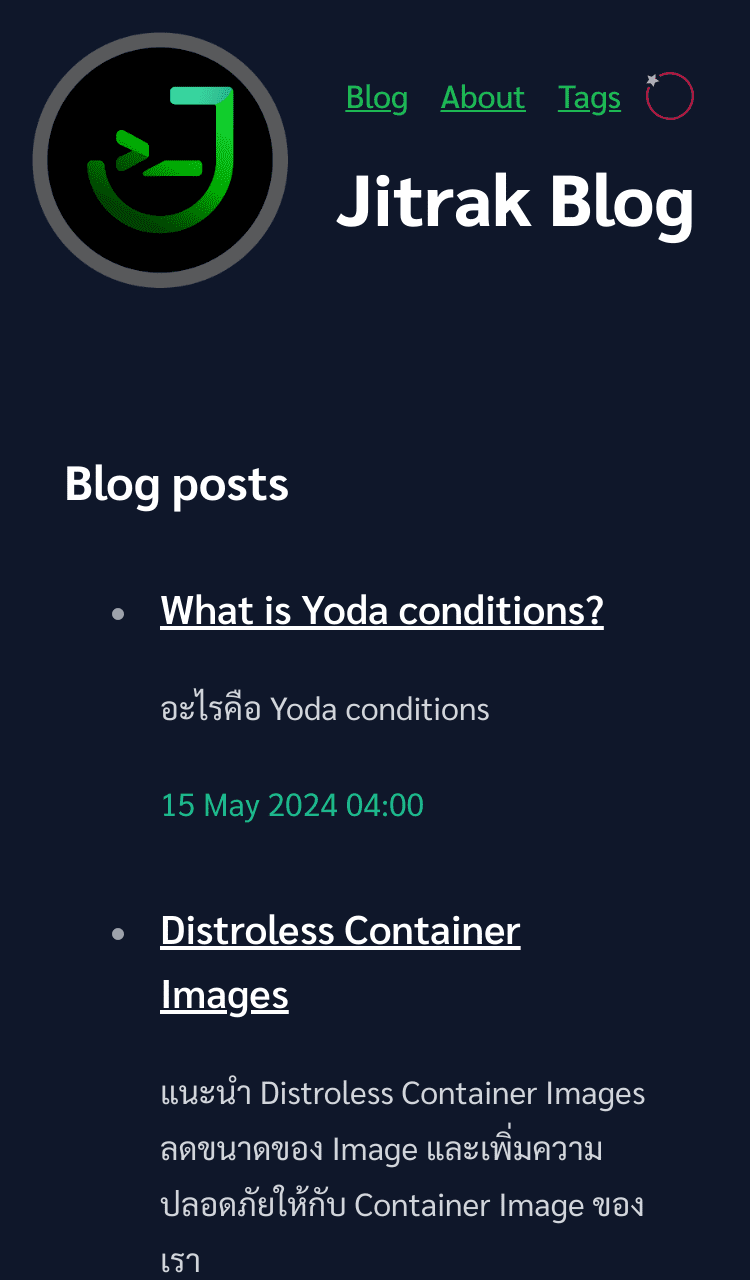 Blog About Tags
Jitrak Blog
Blog posts
What is Yoda conditions?
อะไรคือ Yoda conditions
15 May 2024 04:00
Distroless Container
Images
แนะนำ Distroless Container Images
ลดขนาดของ Image และเพิ่มความ
ปลอดภัยให้กับ Container Image ของ
เรา